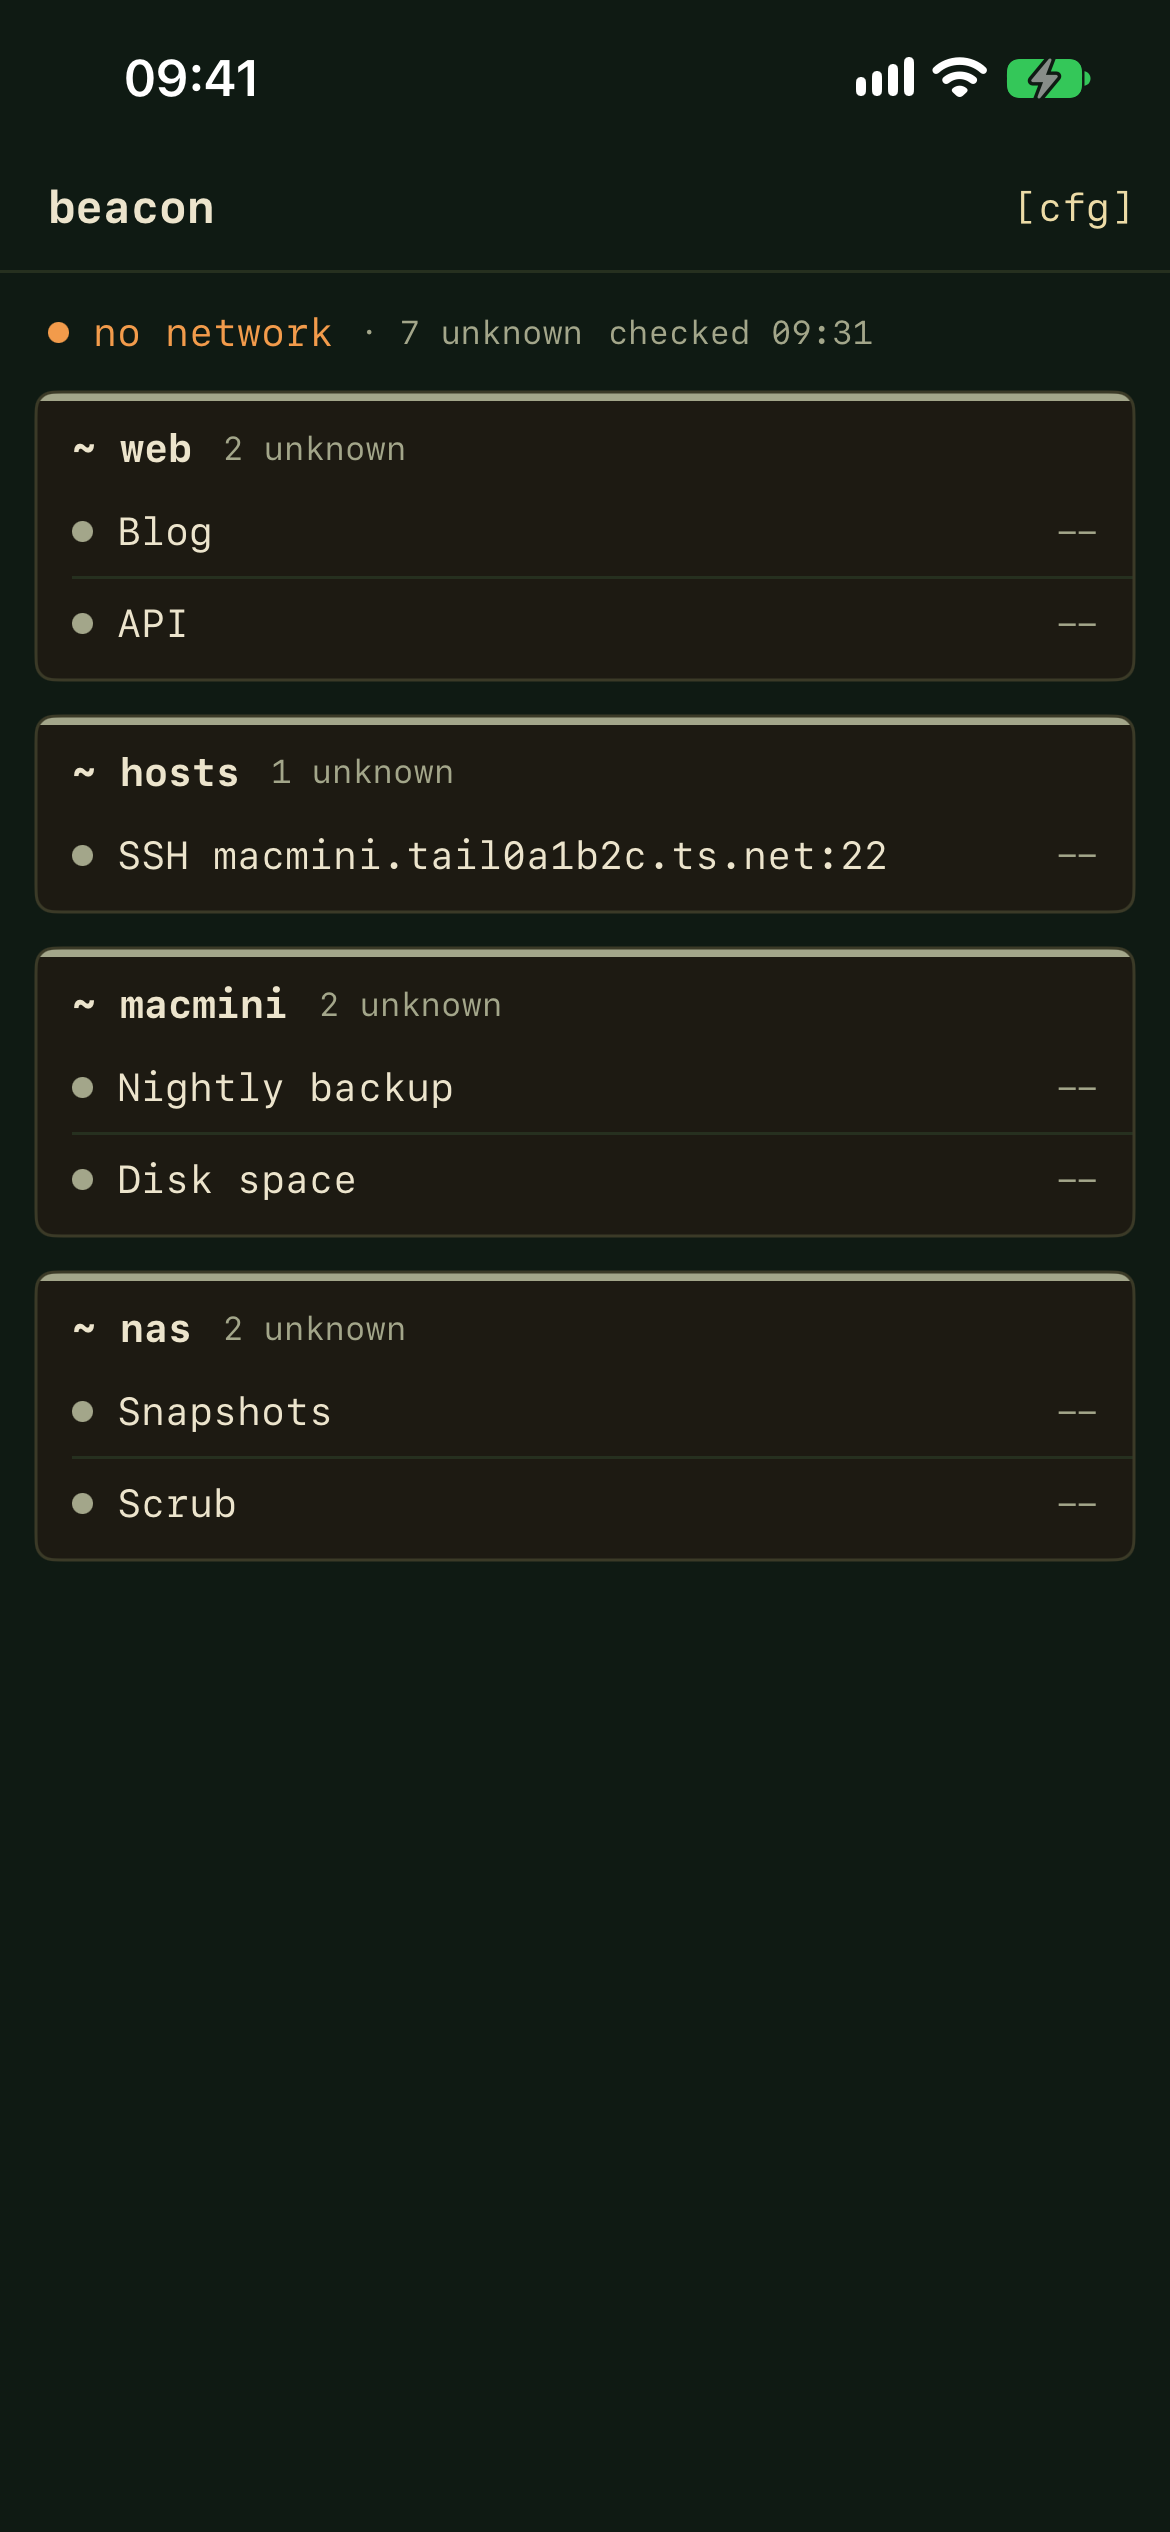 09:41
beacon [cfg]
no network · 7 unknown checked 09:31
~ web 2 unknown
Blog --
API --
~ hosts 1 unknown
SSH macmini.tail0a1b2c.ts.net:22 --
~ macmini 2 unknown
Nightly backup --
Disk space --
~ nas 2 unknown
Snapshots --
Scrub --